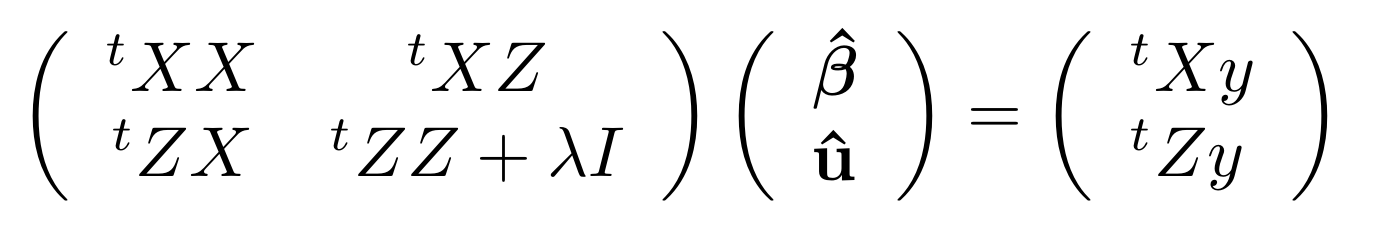 ( ᵗXX ᵗXZ ) ( β̂ ) = ( ᵗXy )
( ᵗZX ᵗZZ + λI ) ( û ) ( ᵗZy )